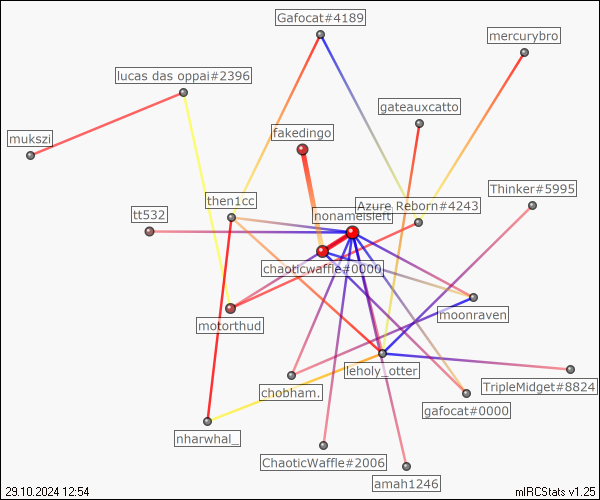 Gafocat#4189
mercurybro
lucas das oppai#2396
gateauxcatto
fakedingo
mukszi
Thinker#5995
then1cc
Azure Reborn#4243
tt532
nonameisleft
chaoticwaffle#0000
moonraven
motorthud
leholy_otter
TripleMidget#8824
chobham.
gafocat#0000
nharwhal_
ChaoticWaffle#2006
amah1246
29.10.2024 12:54
mIRCStats v1.25